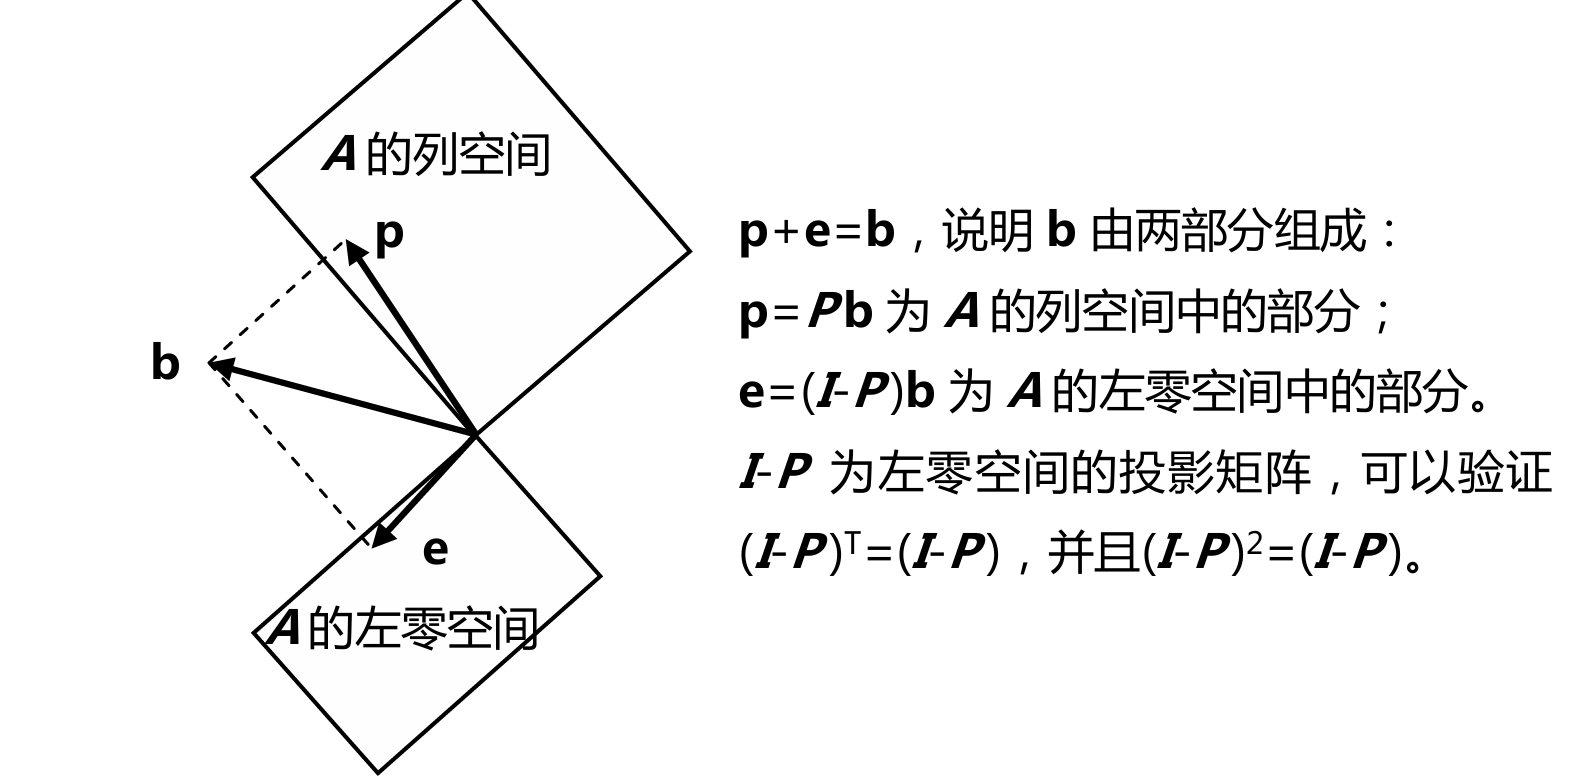 A 的列空间
p
b
e
A 的左零空间
p+e=b，说明 b 由两部分组成：
p=Pb 为 A 的列空间中的部分；
e=(I-P)b 为 A 的左零空间中的部分。
I-P 为左零空间的投影矩阵，可以验证
(I-P)ᵀ=(I-P)，并且(I-P)²=(I-P)。